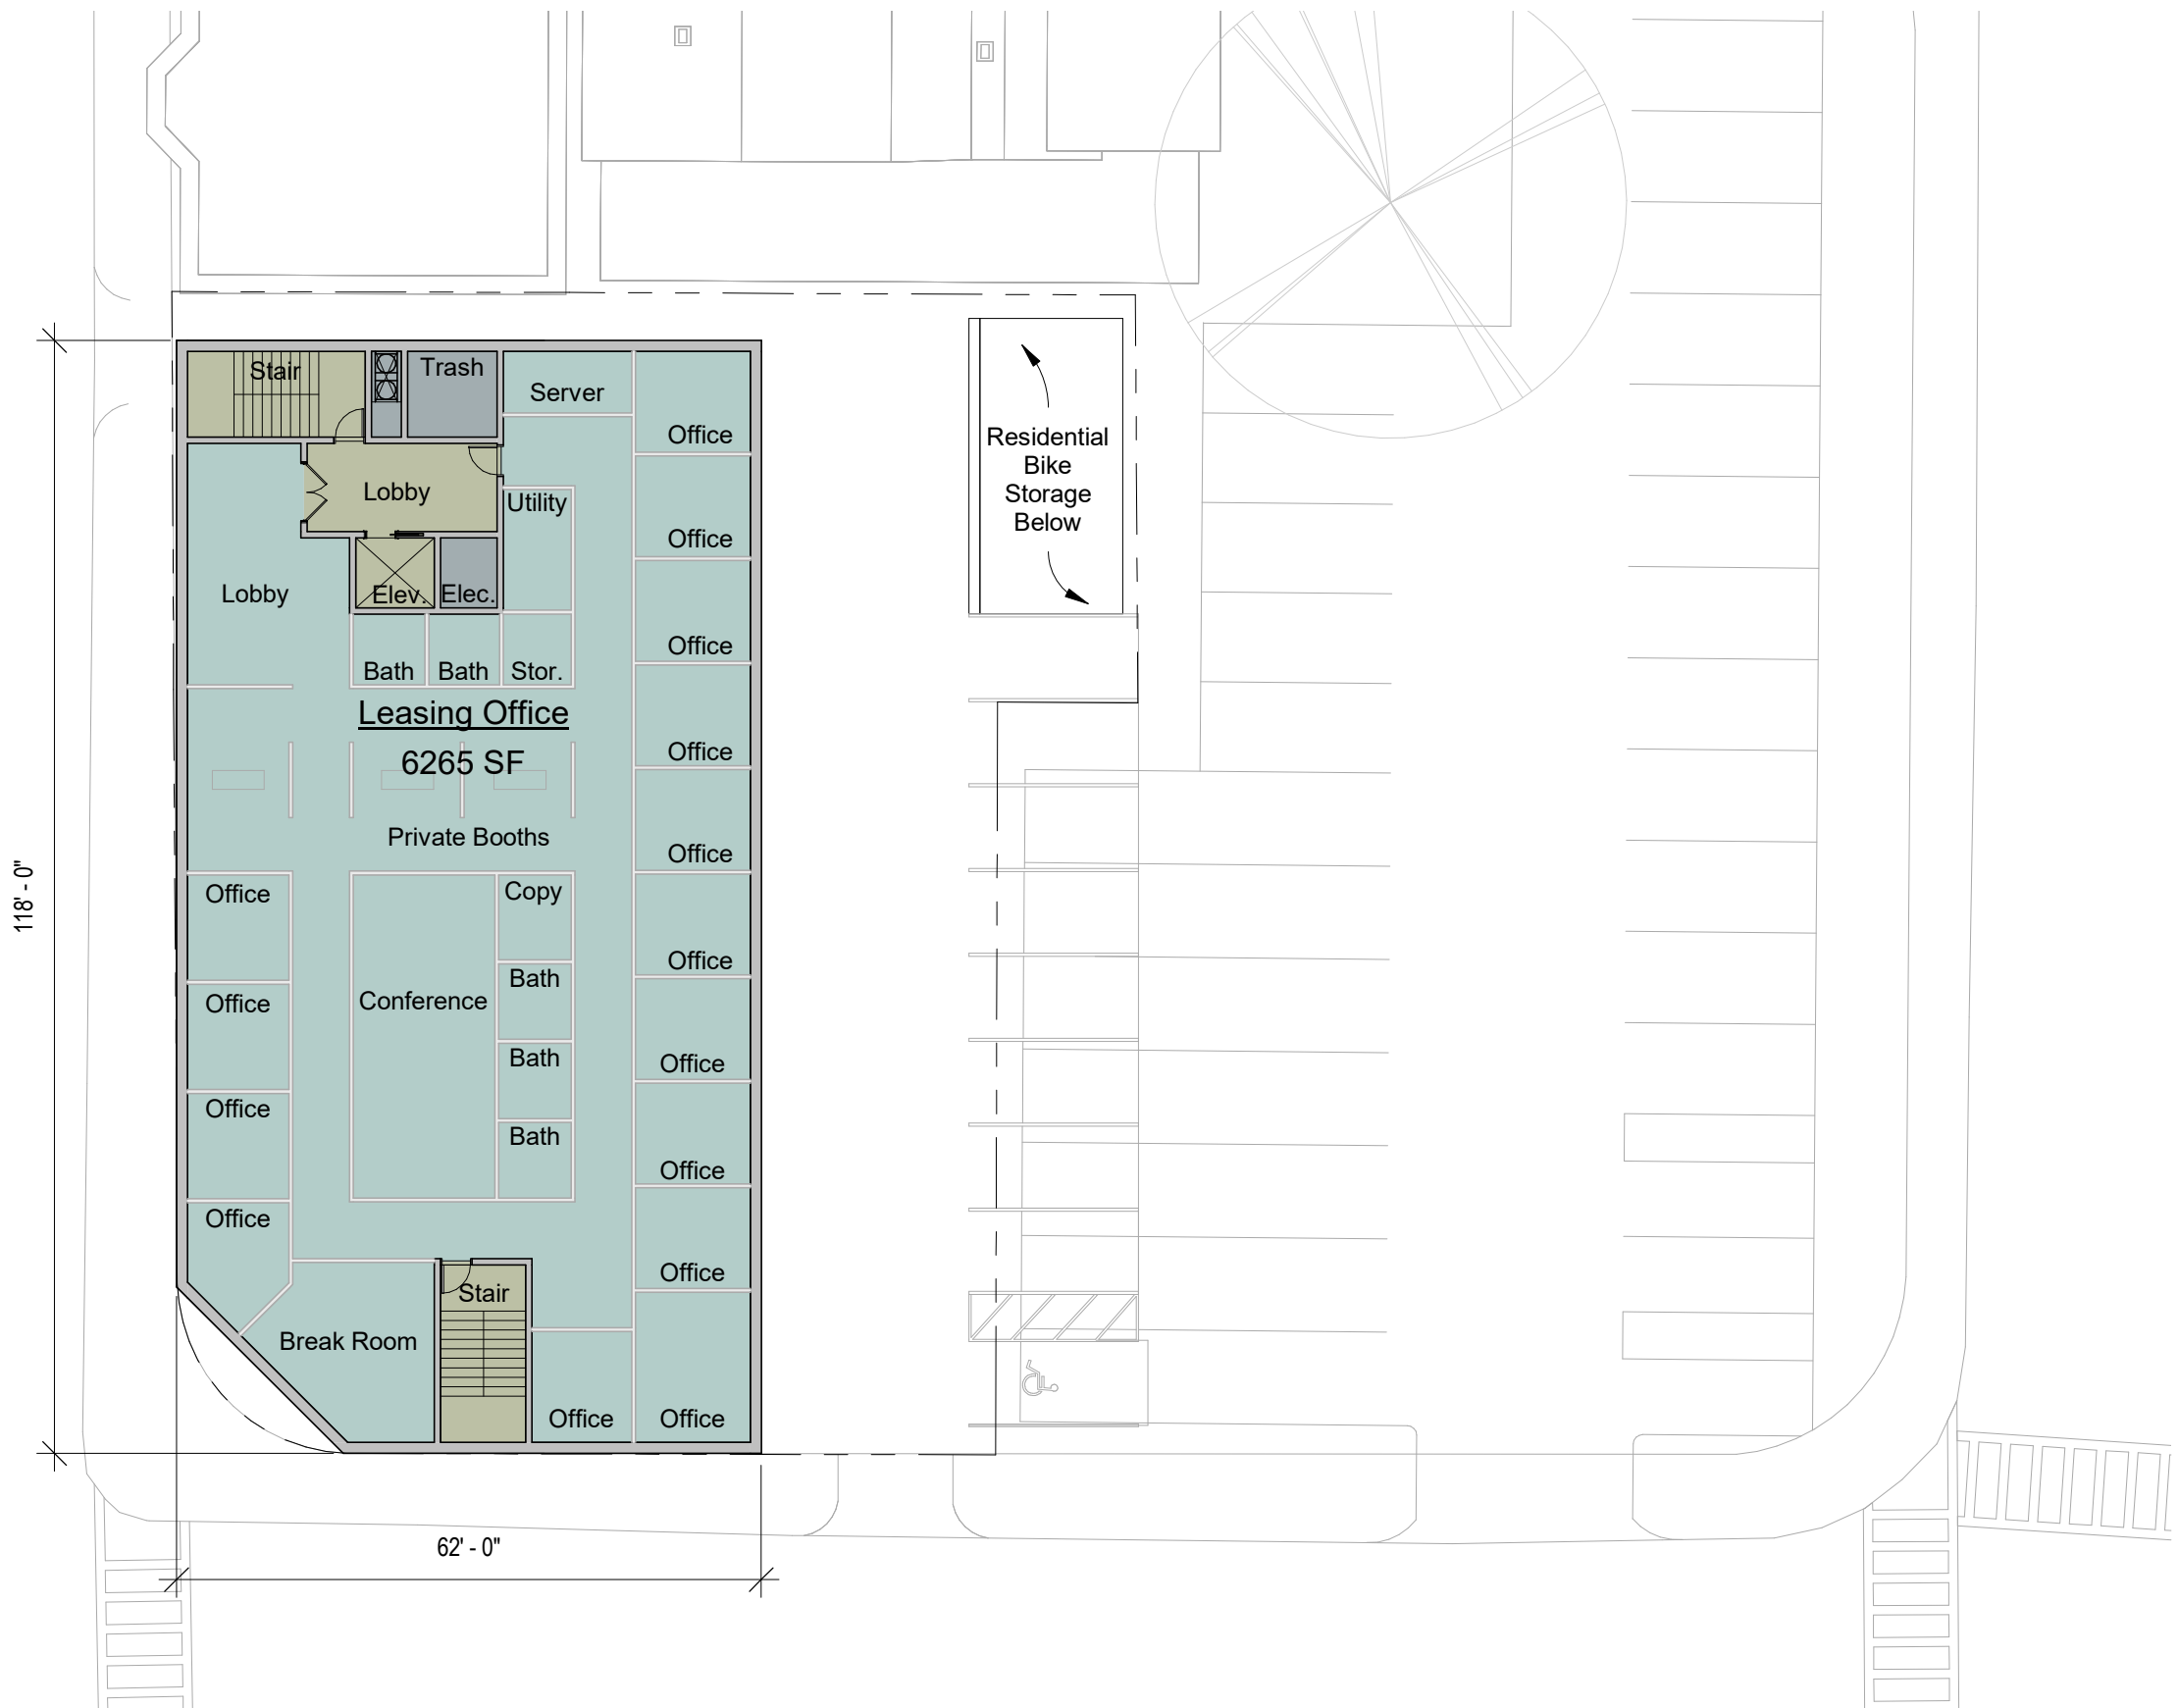 Stair
Trash
Server
Office
Residential
Bike
Storage
Below
Lobby
Utility
Office
Lobby
Elev.
Elec.
Office
Bath
Bath
Stor.
Leasing Office
6265 SF
Office
Private Booths
Office
118' - 0"
Office
Copy
Office
Bath
Office
Conference
Bath
Office
Office
Bath
Office
Office
Office
Stair
Break Room
Office
Office
62' - 0"